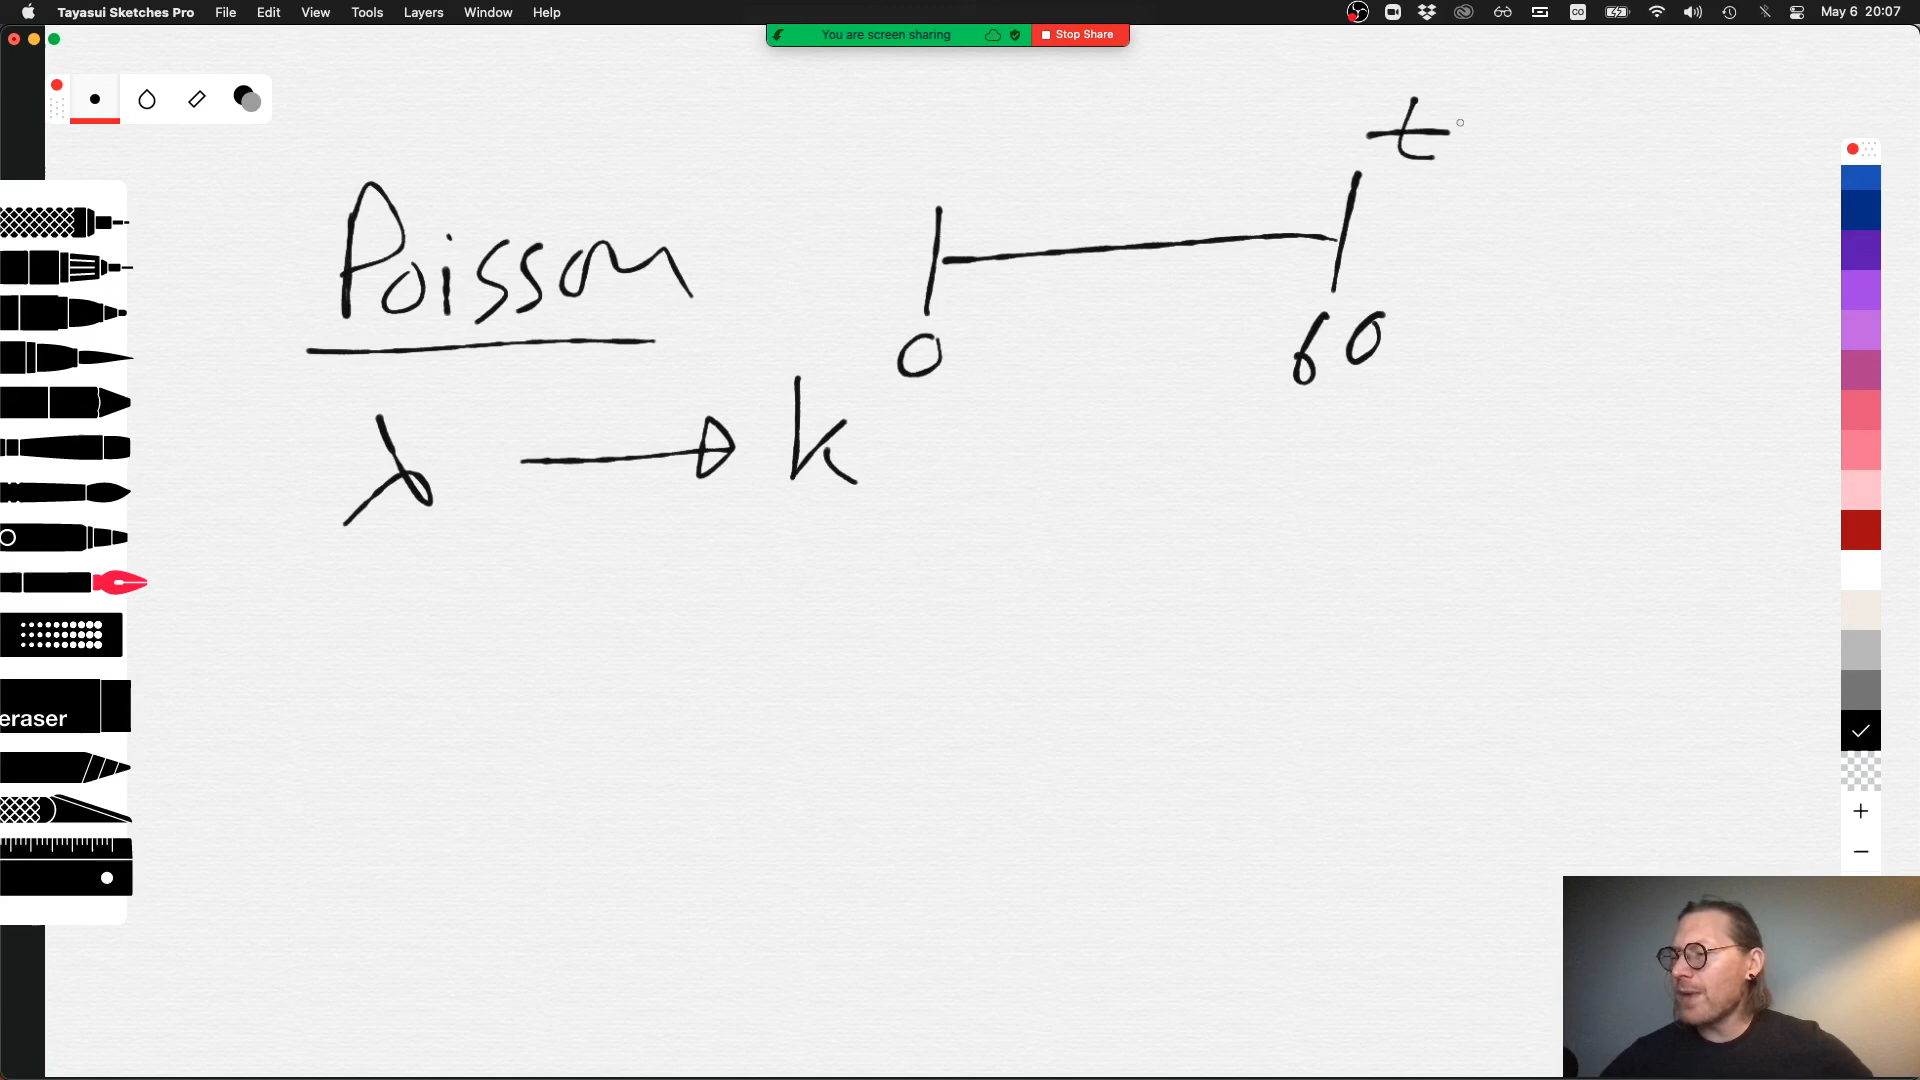 Tayasui Sketches Pro File Edit View Tools Layers Window Help May 6 20:07
You are screen sharing Stop Share
t
Poisson
0 60
λ → k
eraser